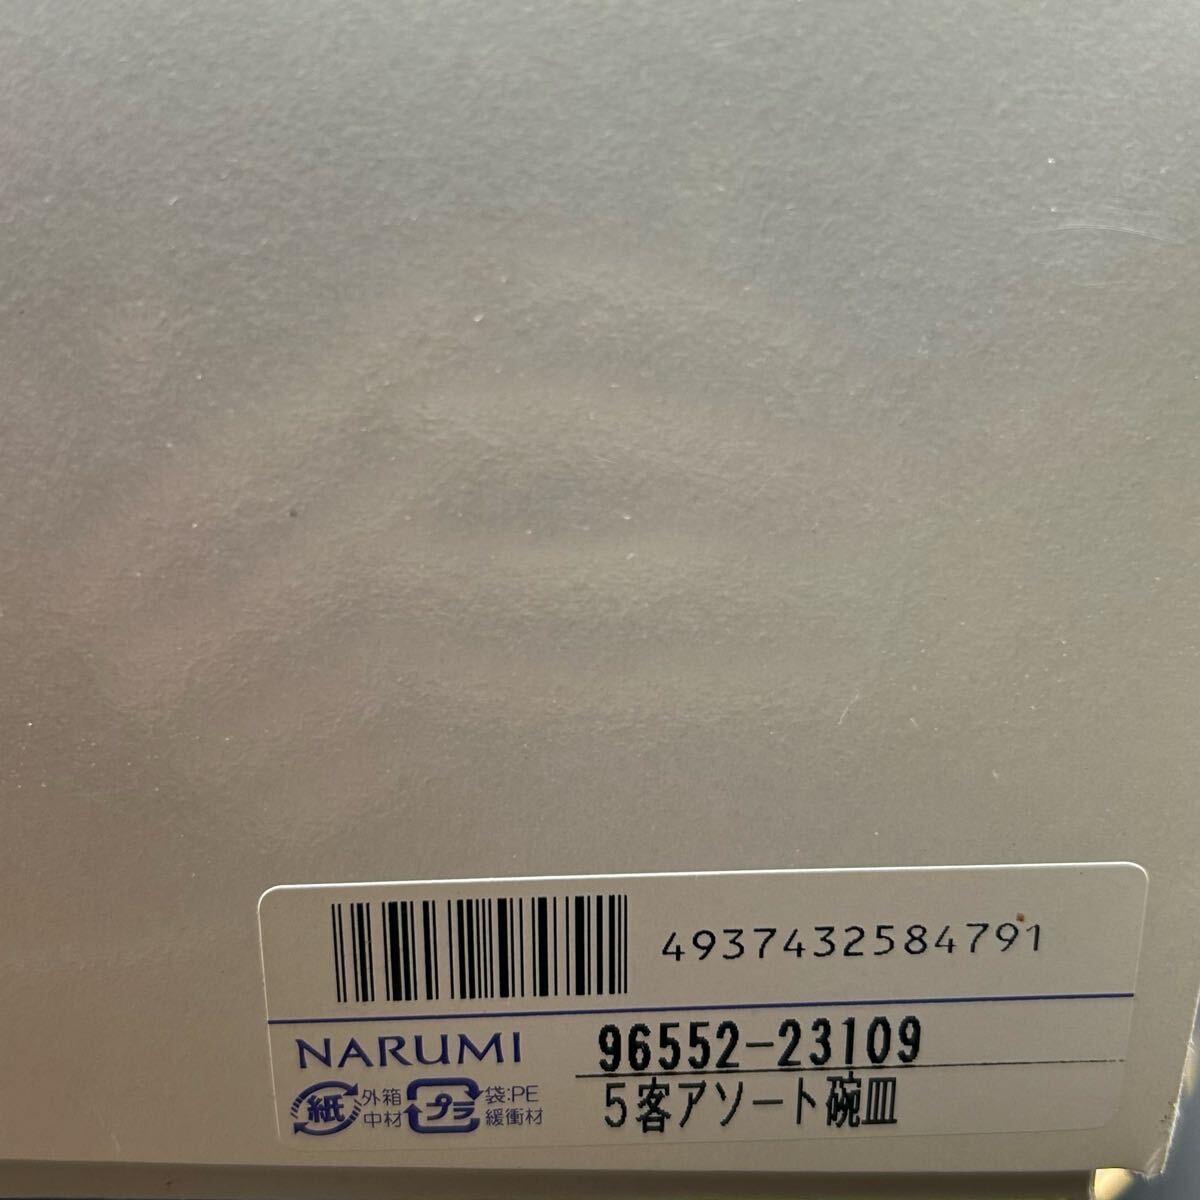 4937432584791
NARUMI
96552-23109
紙 外箱 中材 プラ 袋:PE 緩衝材
5客アソート碗皿